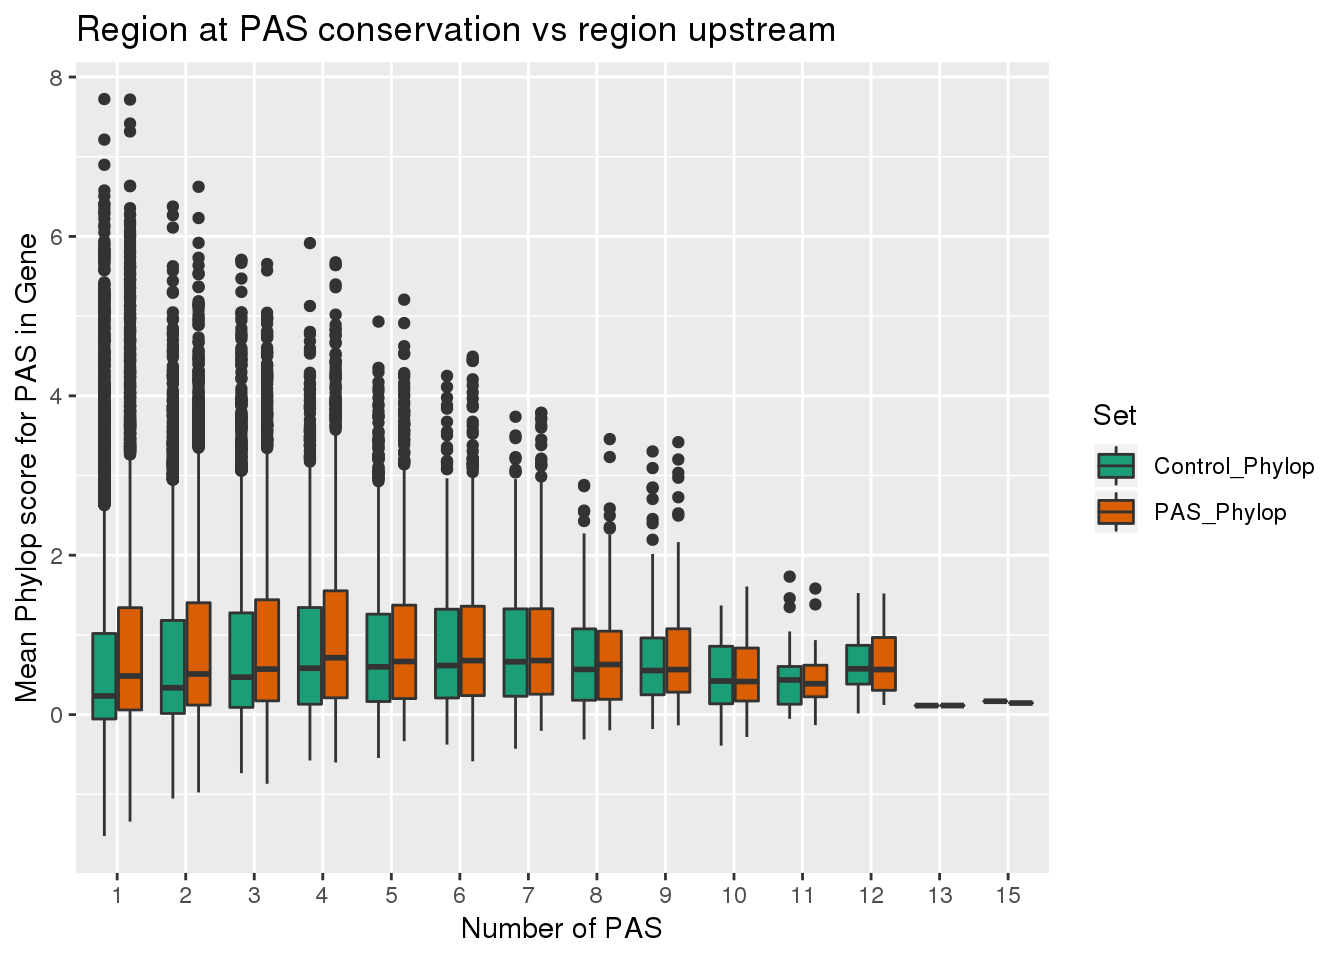 Region at PAS conservation vs region upstream
Mean Phylop score for PAS in Gene
8
6
4
2
0
1 2 3 4 5 6 7 8 9 10 11 12 13 15
Number of PAS
Set
Control_Phylop
PAS_Phylop